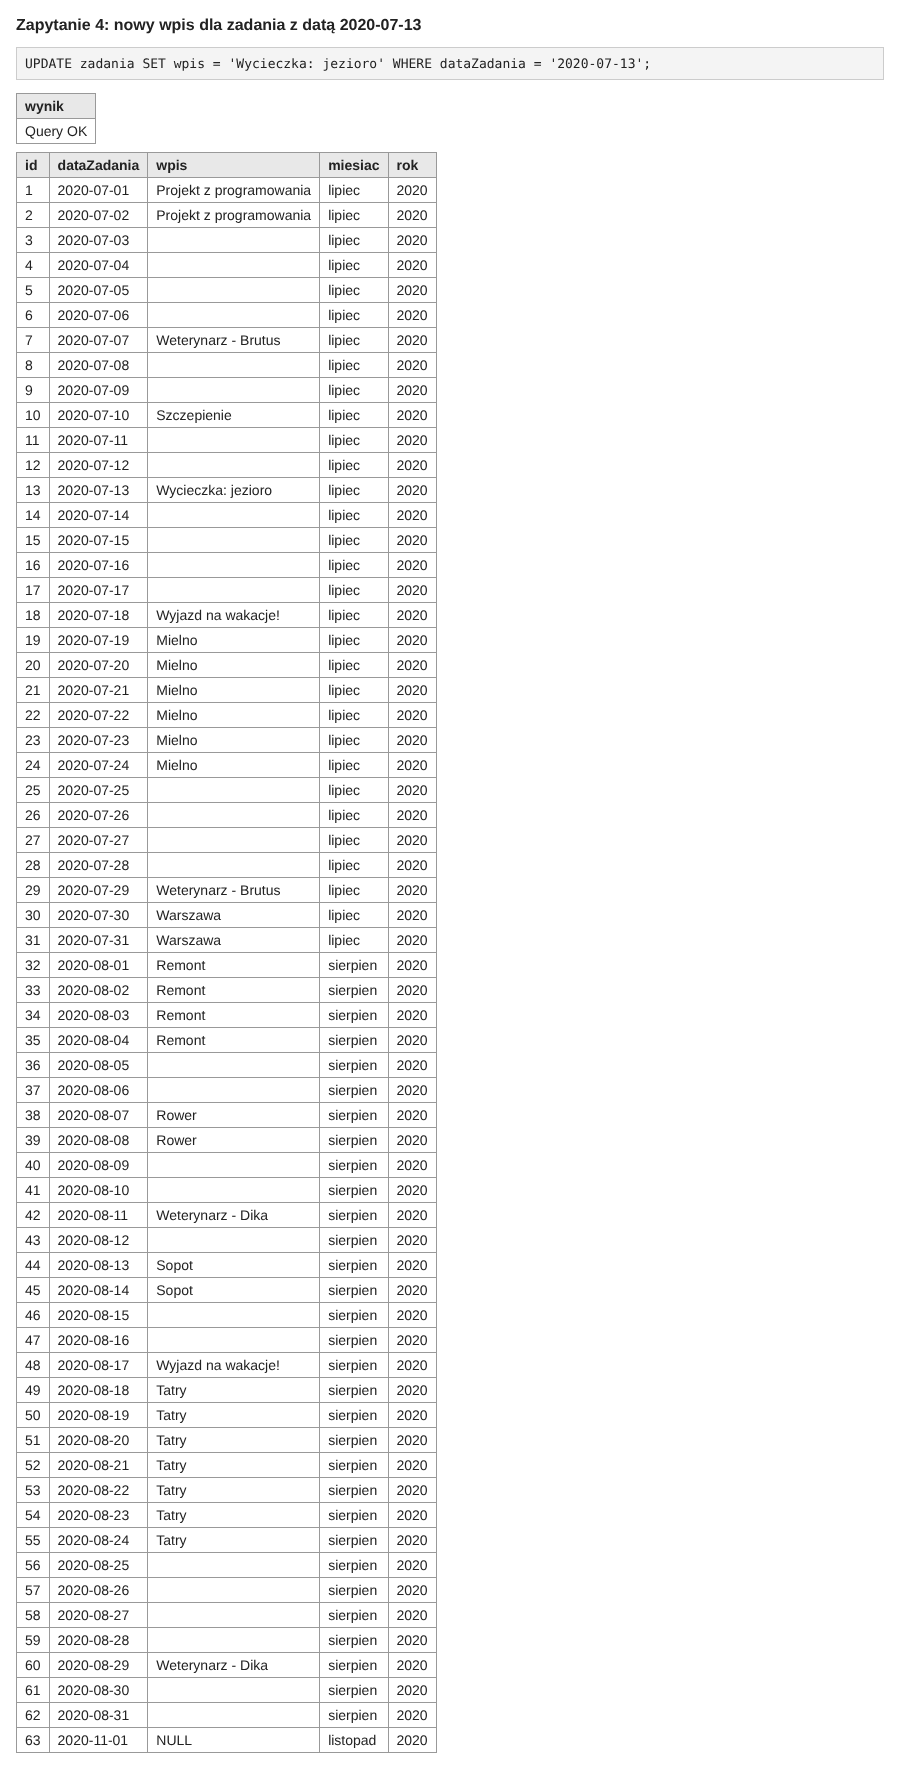 Zapytanie 4: nowy wpis dla zadania z datą 2020-07-13
UPDATE zadania SET wpis = 'Wycieczka: jezioro' WHERE dataZadania = '2020-07-13';
wynik
Query OK
id dataZadania wpis miesiac rok
1 2020-07-01 Projekt z programowania lipiec 2020
2 2020-07-02 Projekt z programowania lipiec 2020
3 2020-07-03 lipiec 2020
4 2020-07-04 lipiec 2020
5 2020-07-05 lipiec 2020
6 2020-07-06 lipiec 2020
7 2020-07-07 Weterynarz - Brutus lipiec 2020
8 2020-07-08 lipiec 2020
9 2020-07-09 lipiec 2020
10 2020-07-10 Szczepienie lipiec 2020
11 2020-07-11 lipiec 2020
12 2020-07-12 lipiec 2020
13 2020-07-13 Wycieczka: jezioro lipiec 2020
14 2020-07-14 lipiec 2020
15 2020-07-15 lipiec 2020
16 2020-07-16 lipiec 2020
17 2020-07-17 lipiec 2020
18 2020-07-18 Wyjazd na wakacje! lipiec 2020
19 2020-07-19 Mielno lipiec 2020
20 2020-07-20 Mielno lipiec 2020
21 2020-07-21 Mielno lipiec 2020
22 2020-07-22 Mielno lipiec 2020
23 2020-07-23 Mielno lipiec 2020
24 2020-07-24 Mielno lipiec 2020
25 2020-07-25 lipiec 2020
26 2020-07-26 lipiec 2020
27 2020-07-27 lipiec 2020
28 2020-07-28 lipiec 2020
29 2020-07-29 Weterynarz - Brutus lipiec 2020
30 2020-07-30 Warszawa lipiec 2020
31 2020-07-31 Warszawa lipiec 2020
32 2020-08-01 Remont sierpien 2020
33 2020-08-02 Remont sierpien 2020
34 2020-08-03 Remont sierpien 2020
35 2020-08-04 Remont sierpien 2020
36 2020-08-05 sierpien 2020
37 2020-08-06 sierpien 2020
38 2020-08-07 Rower sierpien 2020
39 2020-08-08 Rower sierpien 2020
40 2020-08-09 sierpien 2020
41 2020-08-10 sierpien 2020
42 2020-08-11 Weterynarz - Dika sierpien 2020
43 2020-08-12 sierpien 2020
44 2020-08-13 Sopot sierpien 2020
45 2020-08-14 Sopot sierpien 2020
46 2020-08-15 sierpien 2020
47 2020-08-16 sierpien 2020
48 2020-08-17 Wyjazd na wakacje! sierpien 2020
49 2020-08-18 Tatry sierpien 2020
50 2020-08-19 Tatry sierpien 2020
51 2020-08-20 Tatry sierpien 2020
52 2020-08-21 Tatry sierpien 2020
53 2020-08-22 Tatry sierpien 2020
54 2020-08-23 Tatry sierpien 2020
55 2020-08-24 Tatry sierpien 2020
56 2020-08-25 sierpien 2020
57 2020-08-26 sierpien 2020
58 2020-08-27 sierpien 2020
59 2020-08-28 sierpien 2020
60 2020-08-29 Weterynarz - Dika sierpien 2020
61 2020-08-30 sierpien 2020
62 2020-08-31 sierpien 2020
63 2020-11-01 NULL listopad 2020